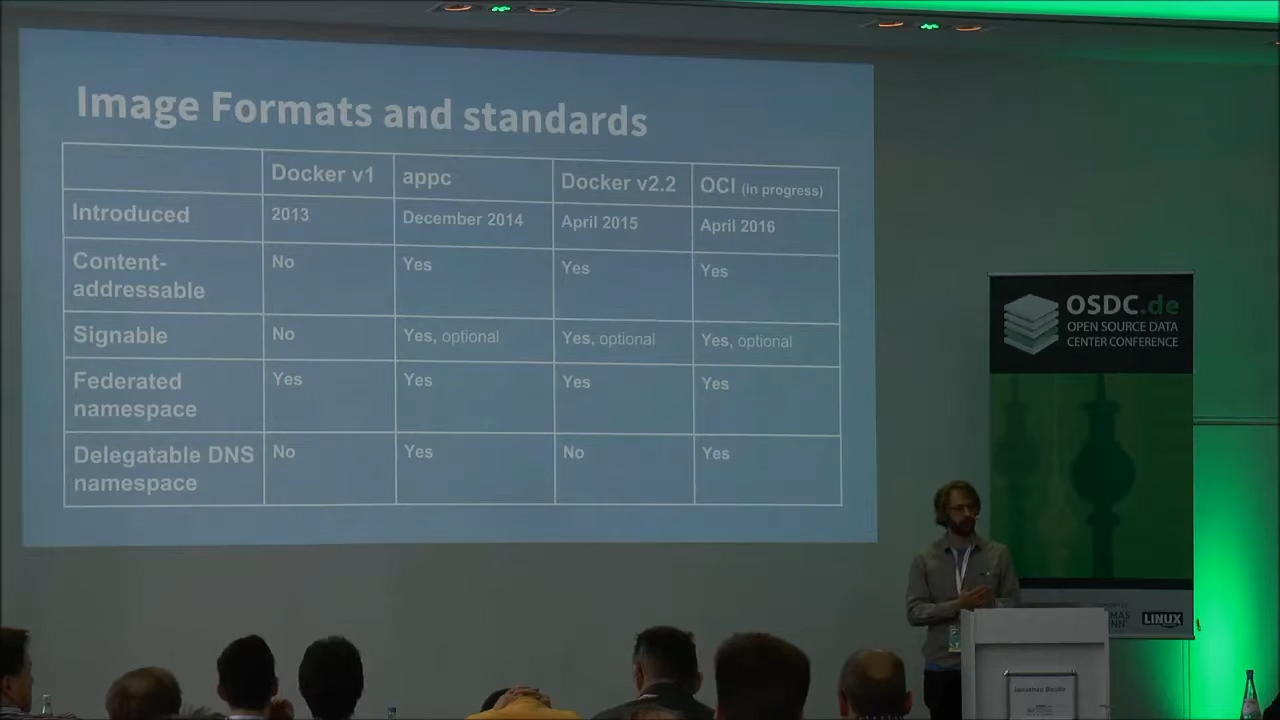 Image Formats and standards
Docker v1 appc Docker v2.2 OCI (in progress)
Introduced 2013 December 2014 April 2015 April 2016
Content-addressable No Yes Yes Yes
Signable No Yes, optional Yes, optional Yes, optional
Federated namespace Yes Yes Yes Yes
Delegatable DNS namespace No Yes No Yes
OSDC.de
OPEN SOURCE DATA
CENTER CONFERENCE
LINUX
Jonathan